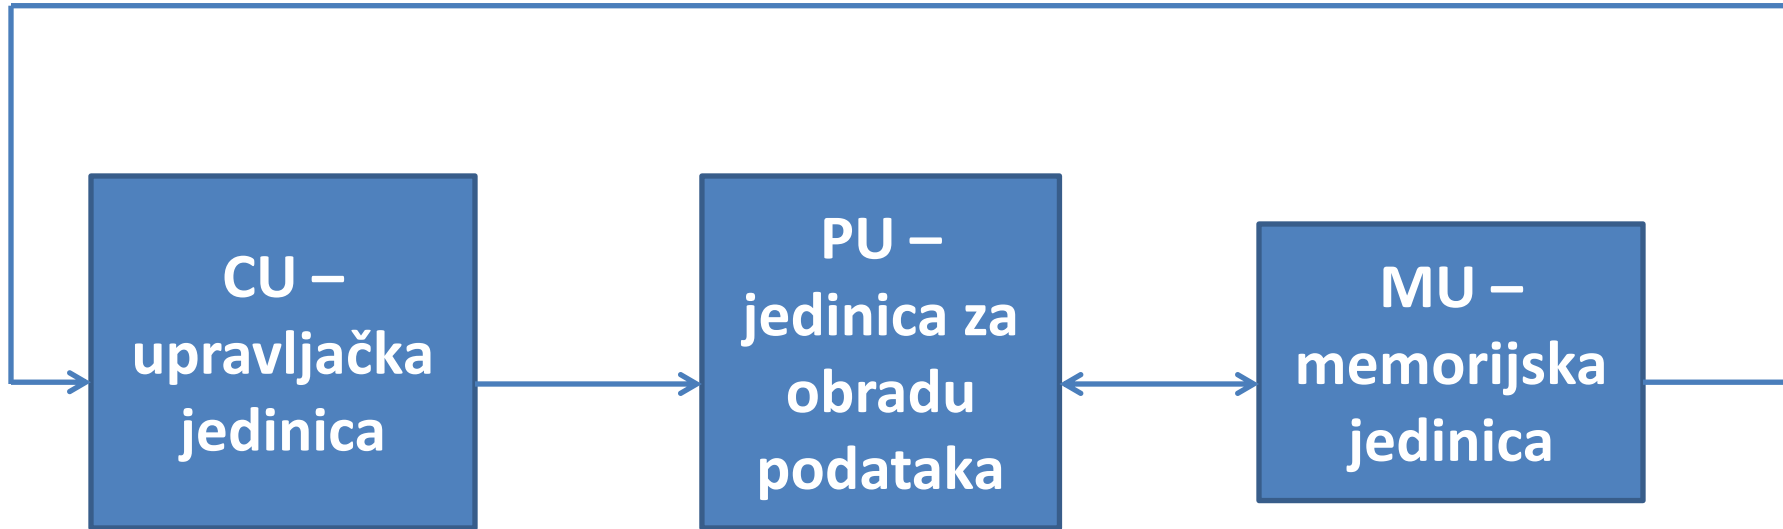 CU –
upravljačka
jedinica
PU –
jedinica za
obradu
podataka
MU –
memorijska
jedinica